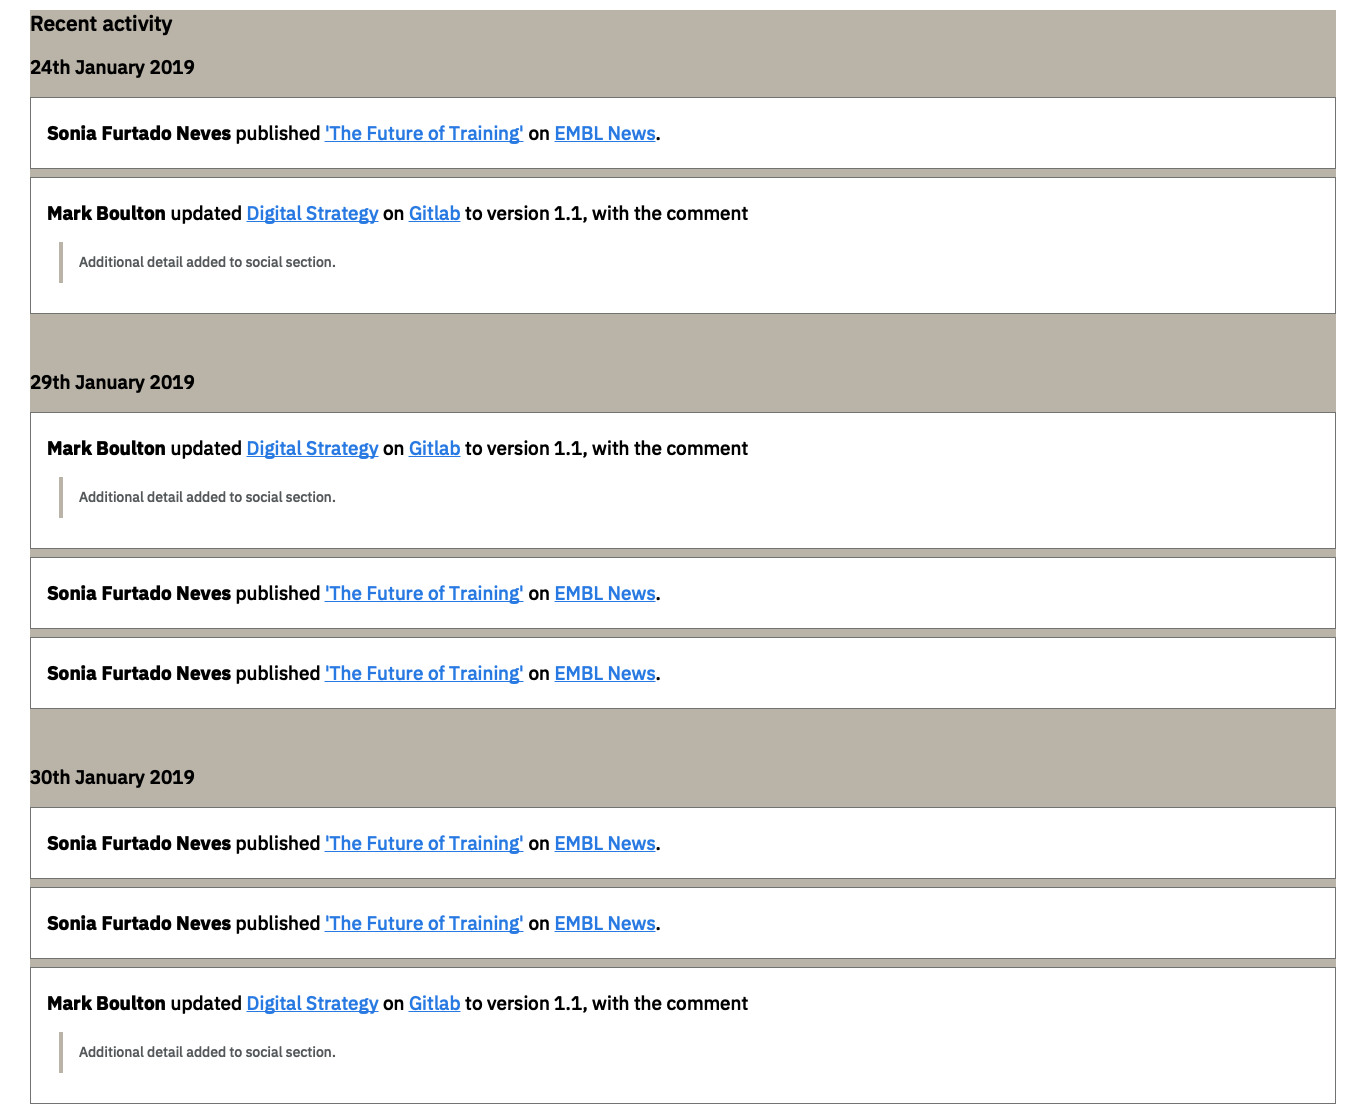 Recent activity
24th January 2019
Sonia Furtado Neves published 'The Future of Training' on EMBL News.
Mark Boulton updated Digital Strategy on Gitlab to version 1.1, with the comment
Additional detail added to social section.
29th January 2019
Mark Boulton updated Digital Strategy on Gitlab to version 1.1, with the comment
Additional detail added to social section.
Sonia Furtado Neves published 'The Future of Training' on EMBL News.
Sonia Furtado Neves published 'The Future of Training' on EMBL News.
30th January 2019
Sonia Furtado Neves published 'The Future of Training' on EMBL News.
Sonia Furtado Neves published 'The Future of Training' on EMBL News.
Mark Boulton updated Digital Strategy on Gitlab to version 1.1, with the comment
Additional detail added to social section.